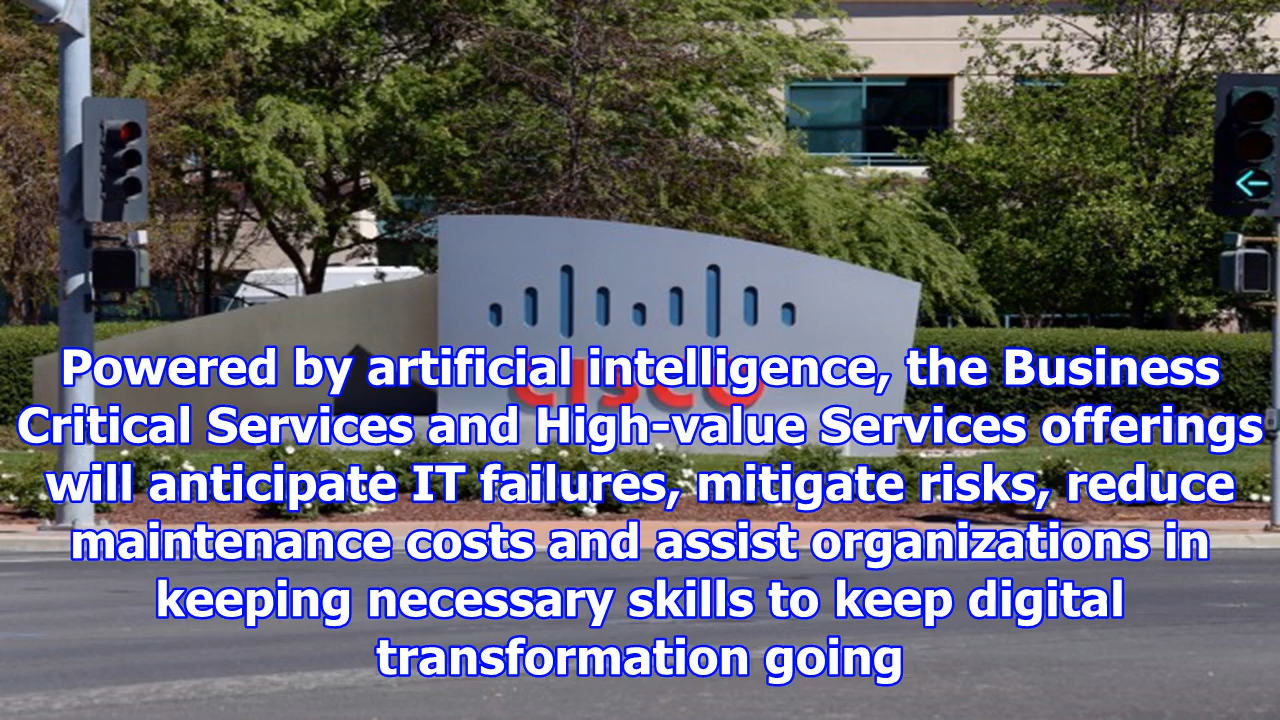 Powered by artificial intelligence, the Business
cisco
Critical Services and High-value Services offerings
will anticipate IT failures, mitigate risks, reduce
maintenance costs and assist organizations in
keeping necessary skills to keep digital
transformation going